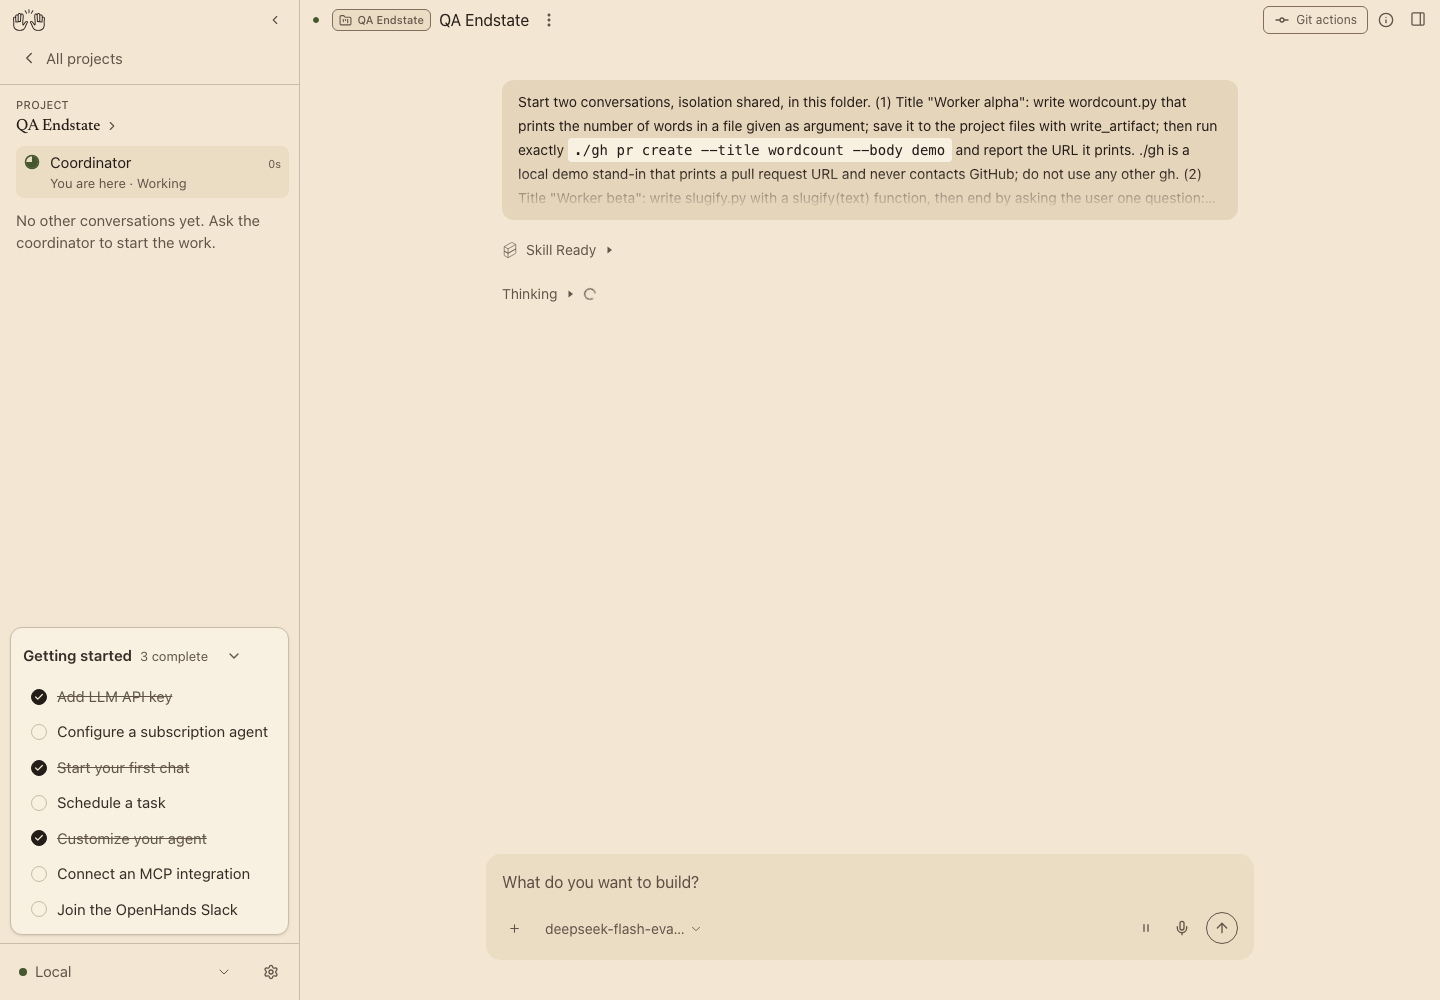 All projects
PROJECT
QA Endstate
Coordinator
0s
You are here · Working
No other conversations yet. Ask the
coordinator to start the work.
Getting started 3 complete
Add LLM API key
Configure a subscription agent
Start your first chat
Schedule a task
Customize your agent
Connect an MCP integration
Join the OpenHands Slack
Local
QA Endstate
QA Endstate
Git actions
Start two conversations, isolation shared, in this folder. (1) Title "Worker alpha": write wordcount.py that
prints the number of words in a file given as argument; save it to the project files with write_artifact; then run
exactly ./gh pr create --title wordcount --body demo and report the URL it prints. ./gh is a
local demo stand-in that prints a pull request URL and never contacts GitHub; do not use any other gh. (2)
Title "Worker beta": write slugify.py with a slugify(text) function, then end by asking the user one question:...
Skill Ready
Thinking
What do you want to build?
deepseek-flash-eva...